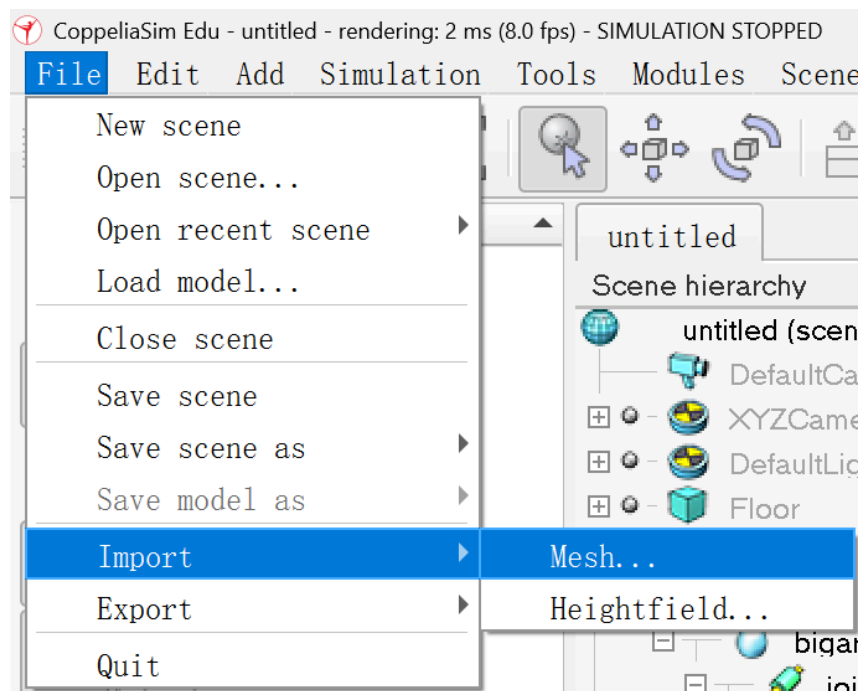 CoppeliaSim Edu - untitled - rendering: 2 ms (8.0 fps) - SIMULATION STOPPED
File Edit Add Simulation Tools Modules Scene
New scene
Open scene...
Open recent scene
Load model...
Close scene
Save scene
Save scene as
Save model as
Import
Export
Quit
Mesh...
Heightfield...
untitled
Scene hierarchy
untitled (scen
DefaultCa
XYZCame
DefaultLig
Floor
bigar
joi